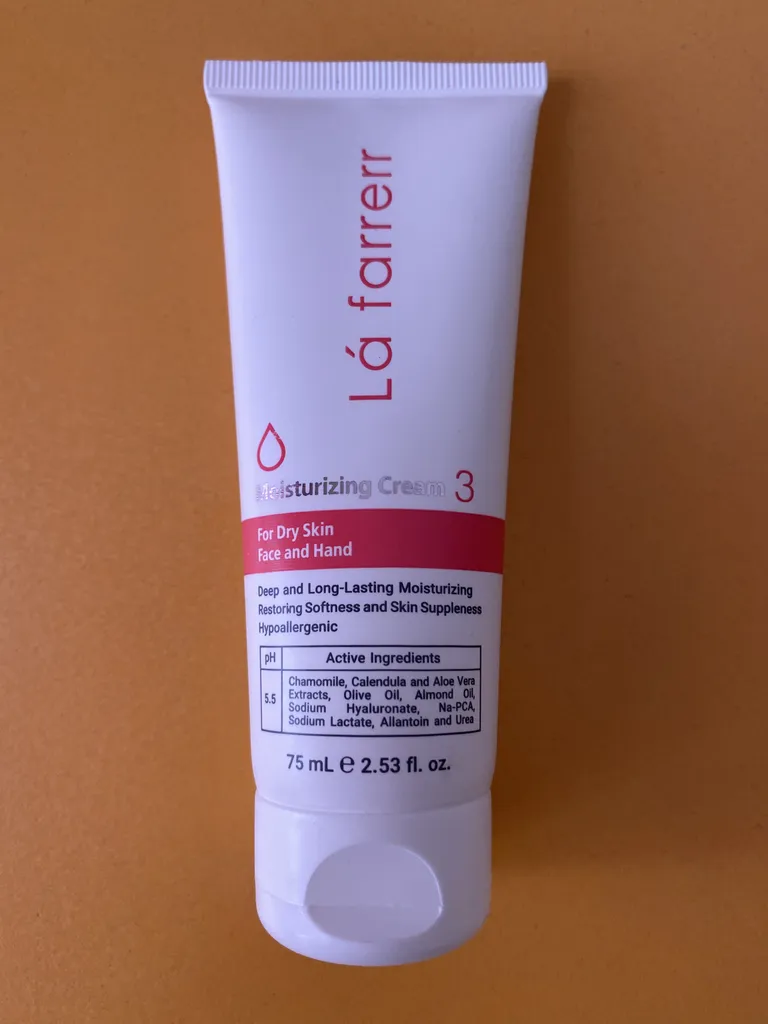 Lá farrerr
Moisturizing Cream 3
For Dry Skin
Face and Hand
Deep and Long-Lasting Moisturizing
Restoring Softness and Skin Suppleness
Hypoallergenic
pH Active Ingredients
5.5 Chamomile, Calendula and Aloe Vera
Extracts, Olive Oil, Almond Oil,
Sodium Hyaluronate, Na-PCA,
Sodium Lactate, Allantoin and Urea
75 mL ℮ 2.53 fl. oz.